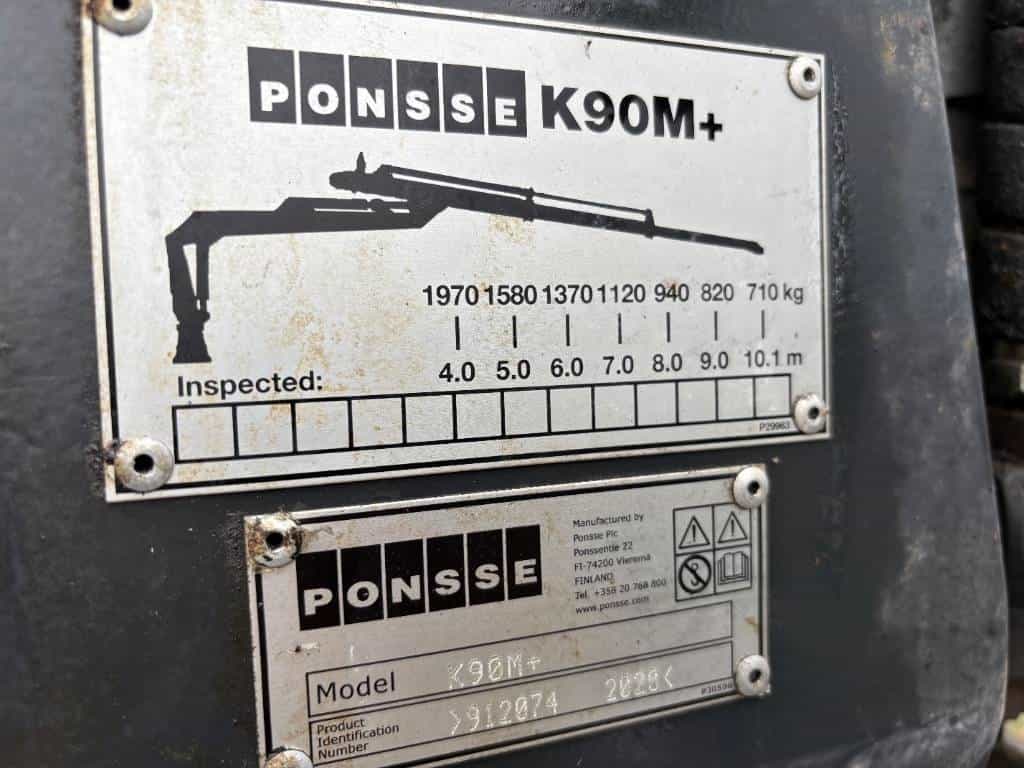 PONSSE K90M+
1970 1580 1370 1120 940 820 710 kg
4.0 5.0 6.0 7.0 8.0 9.0 10.1 m
Inspected:
P29963
PONSSE
Manufactured by
Ponsse Plc
Ponssentie 22
FI-74200 Vieremä
FINLAND
Tel. +358 20 768 800
www.ponsse.com
Model K90M+
Product
Identification
Number
>912074 2020<